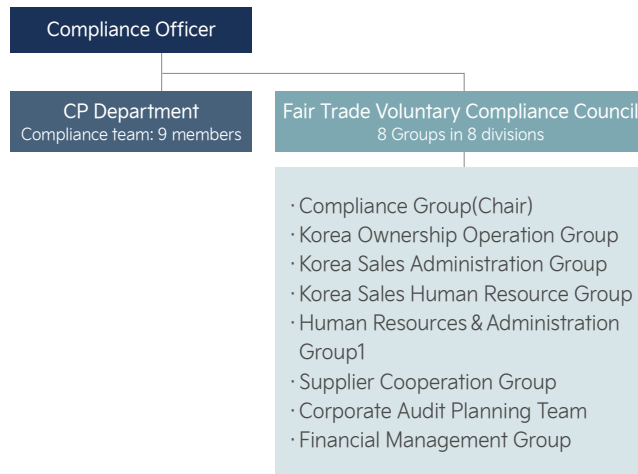 Compliance Officer
CP Department
Compliance team: 9 members
Fair Trade Voluntary Compliance Council
8 Groups in 8 divisions
· Compliance Group(Chair)
· Korea Ownership Operation Group
· Korea Sales Administration Group
· Korea Sales Human Resource Group
· Human Resources & Administration
Group1
· Supplier Cooperation Group
· Corporate Audit Planning Team
· Financial Management Group